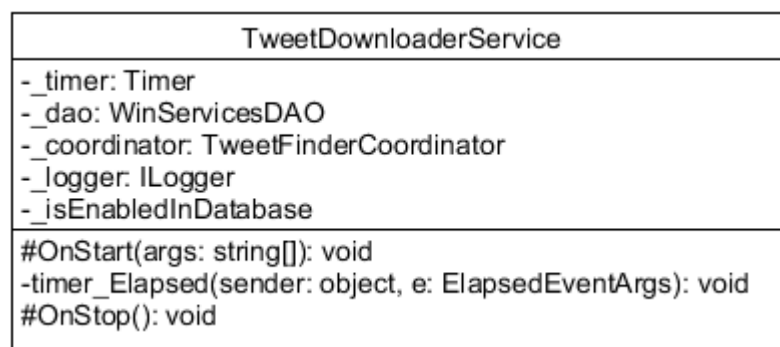 TweetDownloaderService
-_timer: Timer
-_dao: WinServicesDAO
-_coordinator: TweetFinderCoordinator
-_logger: ILogger
-_isEnabledInDatabase
#OnStart(args: string[]): void
-timer_Elapsed(sender: object, e: ElapsedEventArgs): void
#OnStop(): void